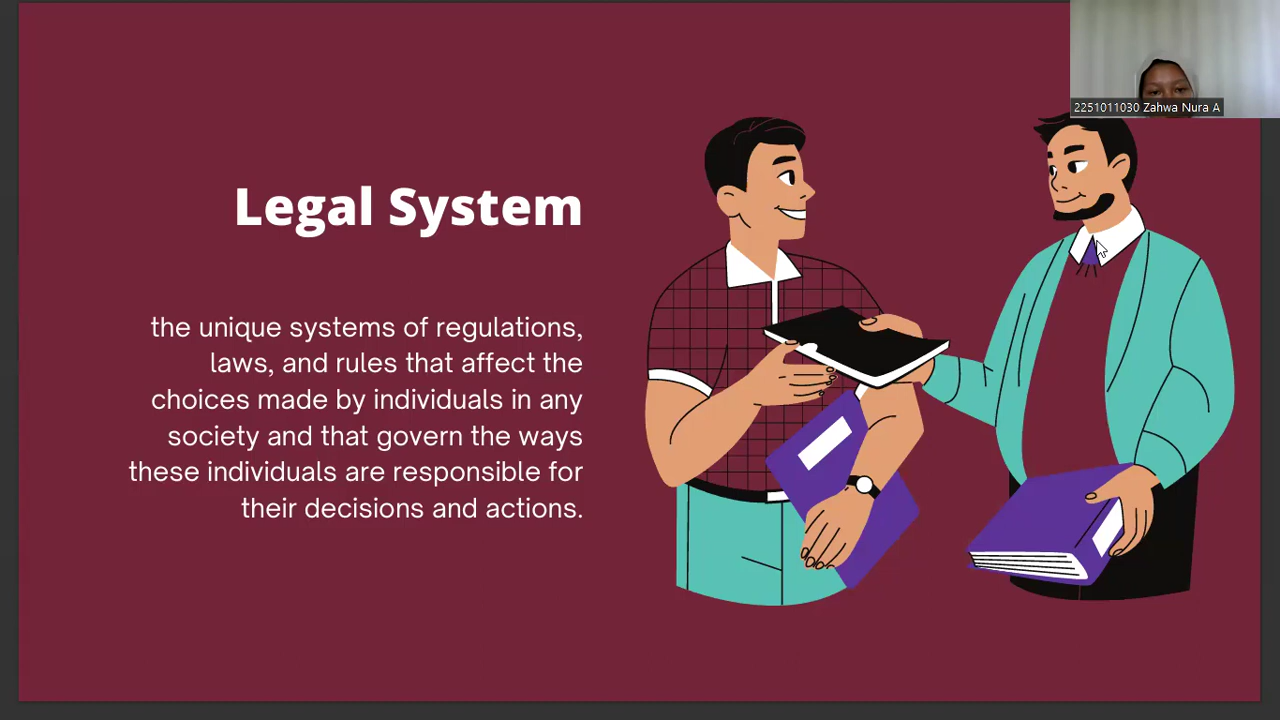 2251011030 Zahwa Nura A
Legal System
the unique systems of regulations,
laws, and rules that affect the
choices made by individuals in any
society and that govern the ways
these individuals are responsible for
their decisions and actions.